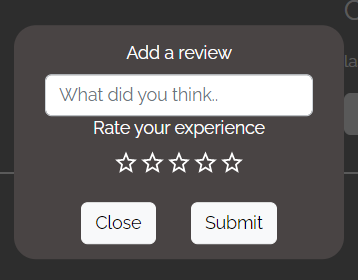 Add a review
What did you think..
Rate your experience
Close Submit